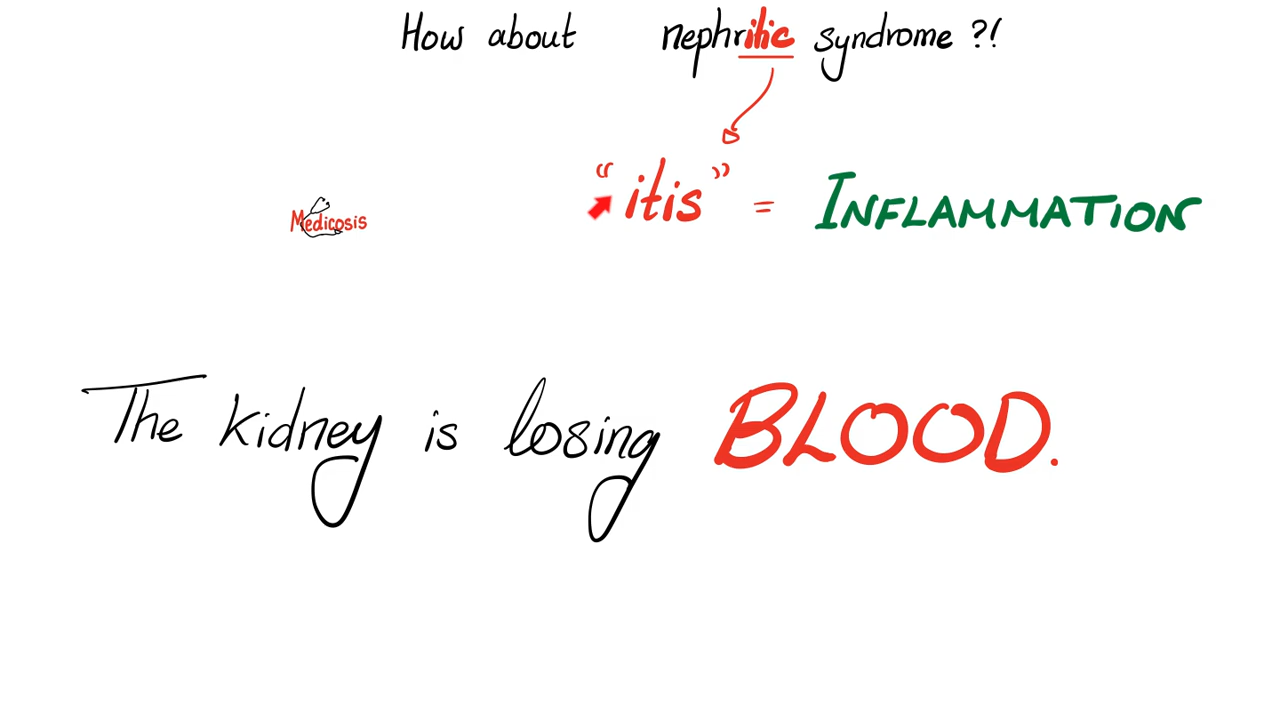 How about nephritic syndrome ?!
"itis" = INFLAMMATION
Medicosis
The kidney is losing BLOOD.